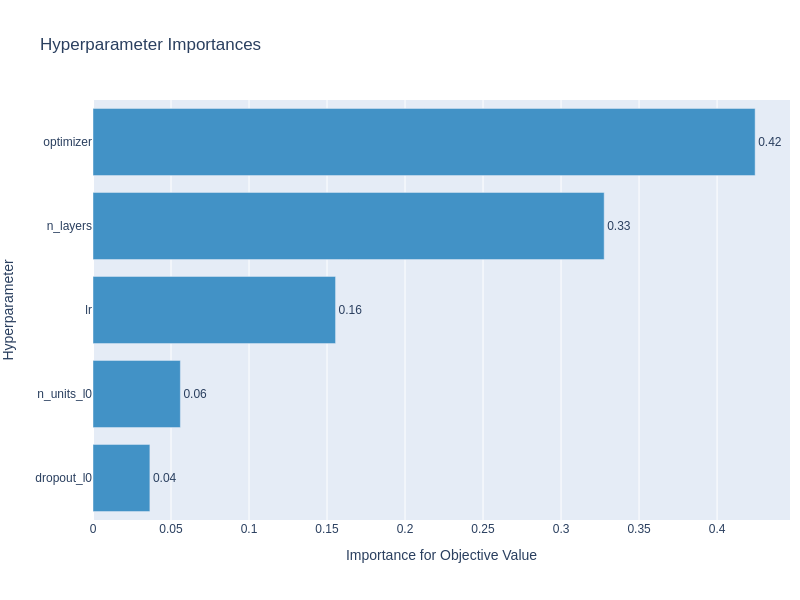 Hyperparameter Importances
Hyperparameter
optimizer
0.42
n_layers
0.33
lr
0.16
n_units_l0
0.06
dropout_l0
0.04
0 0.05 0.1 0.15 0.2 0.25 0.3 0.35 0.4
Importance for Objective Value